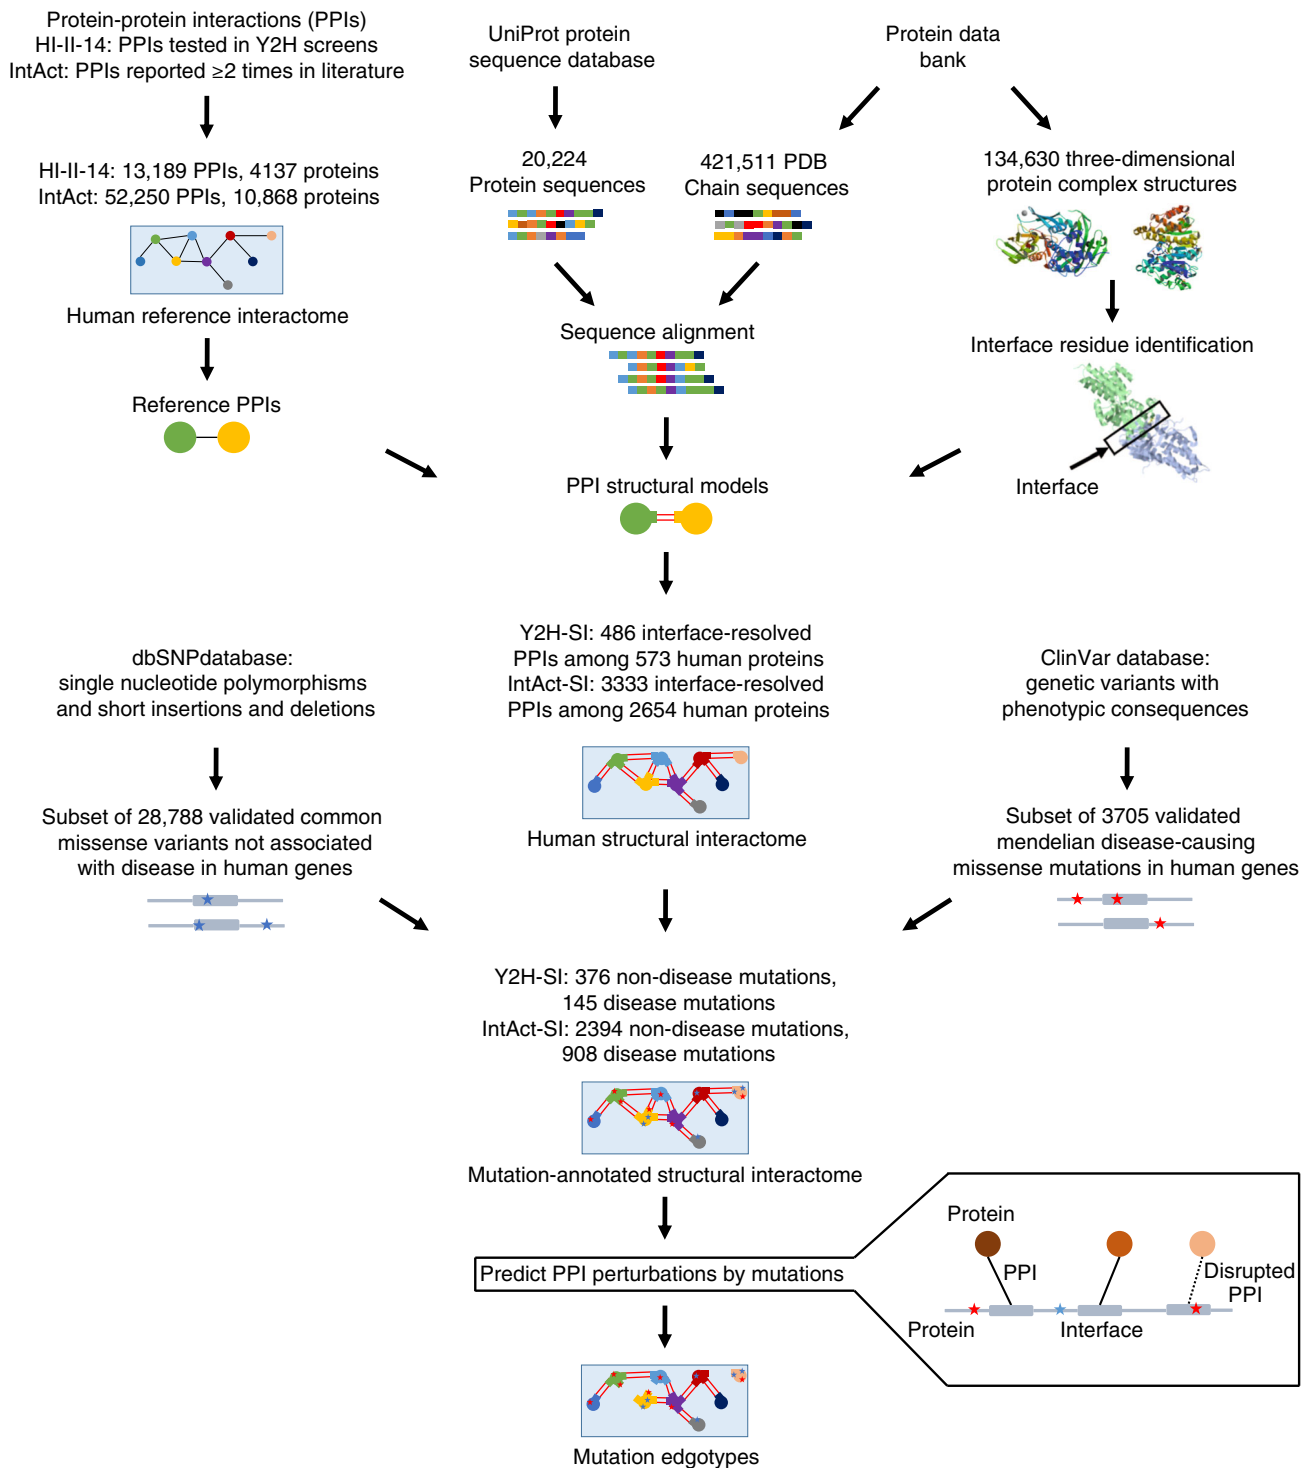 Protein-protein interactions (PPIs)
HI-II-14: PPIs tested in Y2H screens
IntAct: PPIs reported ≥2 times in literature
UniProt protein
sequence database
Protein data
bank
HI-II-14: 13,189 PPIs, 4137 proteins
IntAct: 52,250 PPIs, 10,868 proteins
20,224
Protein sequences
421,511 PDB
Chain sequences
134,630 three-dimensional
protein complex structures
Human reference interactome
Sequence alignment
Interface residue identification
Reference PPIs
Interface
PPI structural models
Y2H-SI: 486 interface-resolved
PPIs among 573 human proteins
IntAct-SI: 3333 interface-resolved
PPIs among 2654 human proteins
dbSNPdatabase:
single nucleotide polymorphisms
and short insertions and deletions
ClinVar database:
genetic variants with
phenotypic consequences
Human structural interactome
Subset of 28,788 validated common
missense variants not associated
with disease in human genes
Subset of 3705 validated
mendelian disease-causing
missense mutations in human genes
Y2H-SI: 376 non-disease mutations,
145 disease mutations
IntAct-SI: 2394 non-disease mutations,
908 disease mutations
Mutation-annotated structural interactome
Predict PPI perturbations by mutations
Protein
PPI
Disrupted
PPI
Protein
Interface
Mutation edgotypes